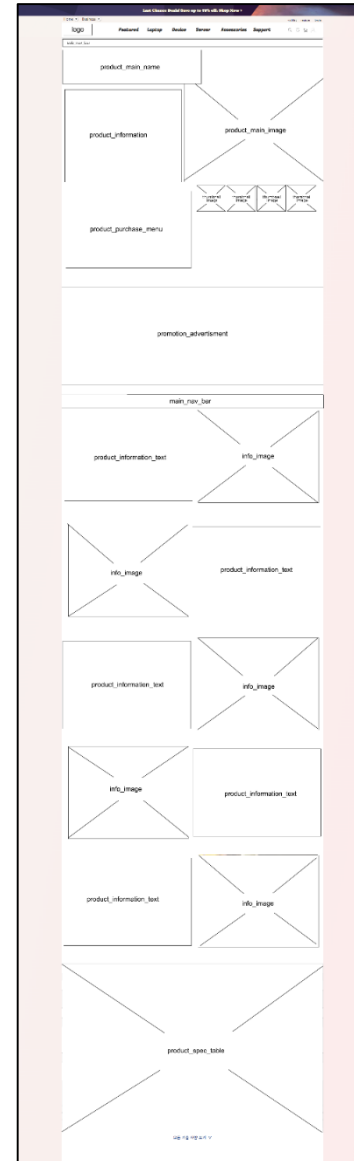 logo Featured Laptop Desktop Server Accessories Support
product_main_name
product_information
product_main_image
product_purchase_menu
promotion_advertisment
main_nav_bar
product_information_text
info_image
info_image
product_information_text
product_information_text
info_image
info_image
product_information_text
product_information_text
info_image
product_spec_table